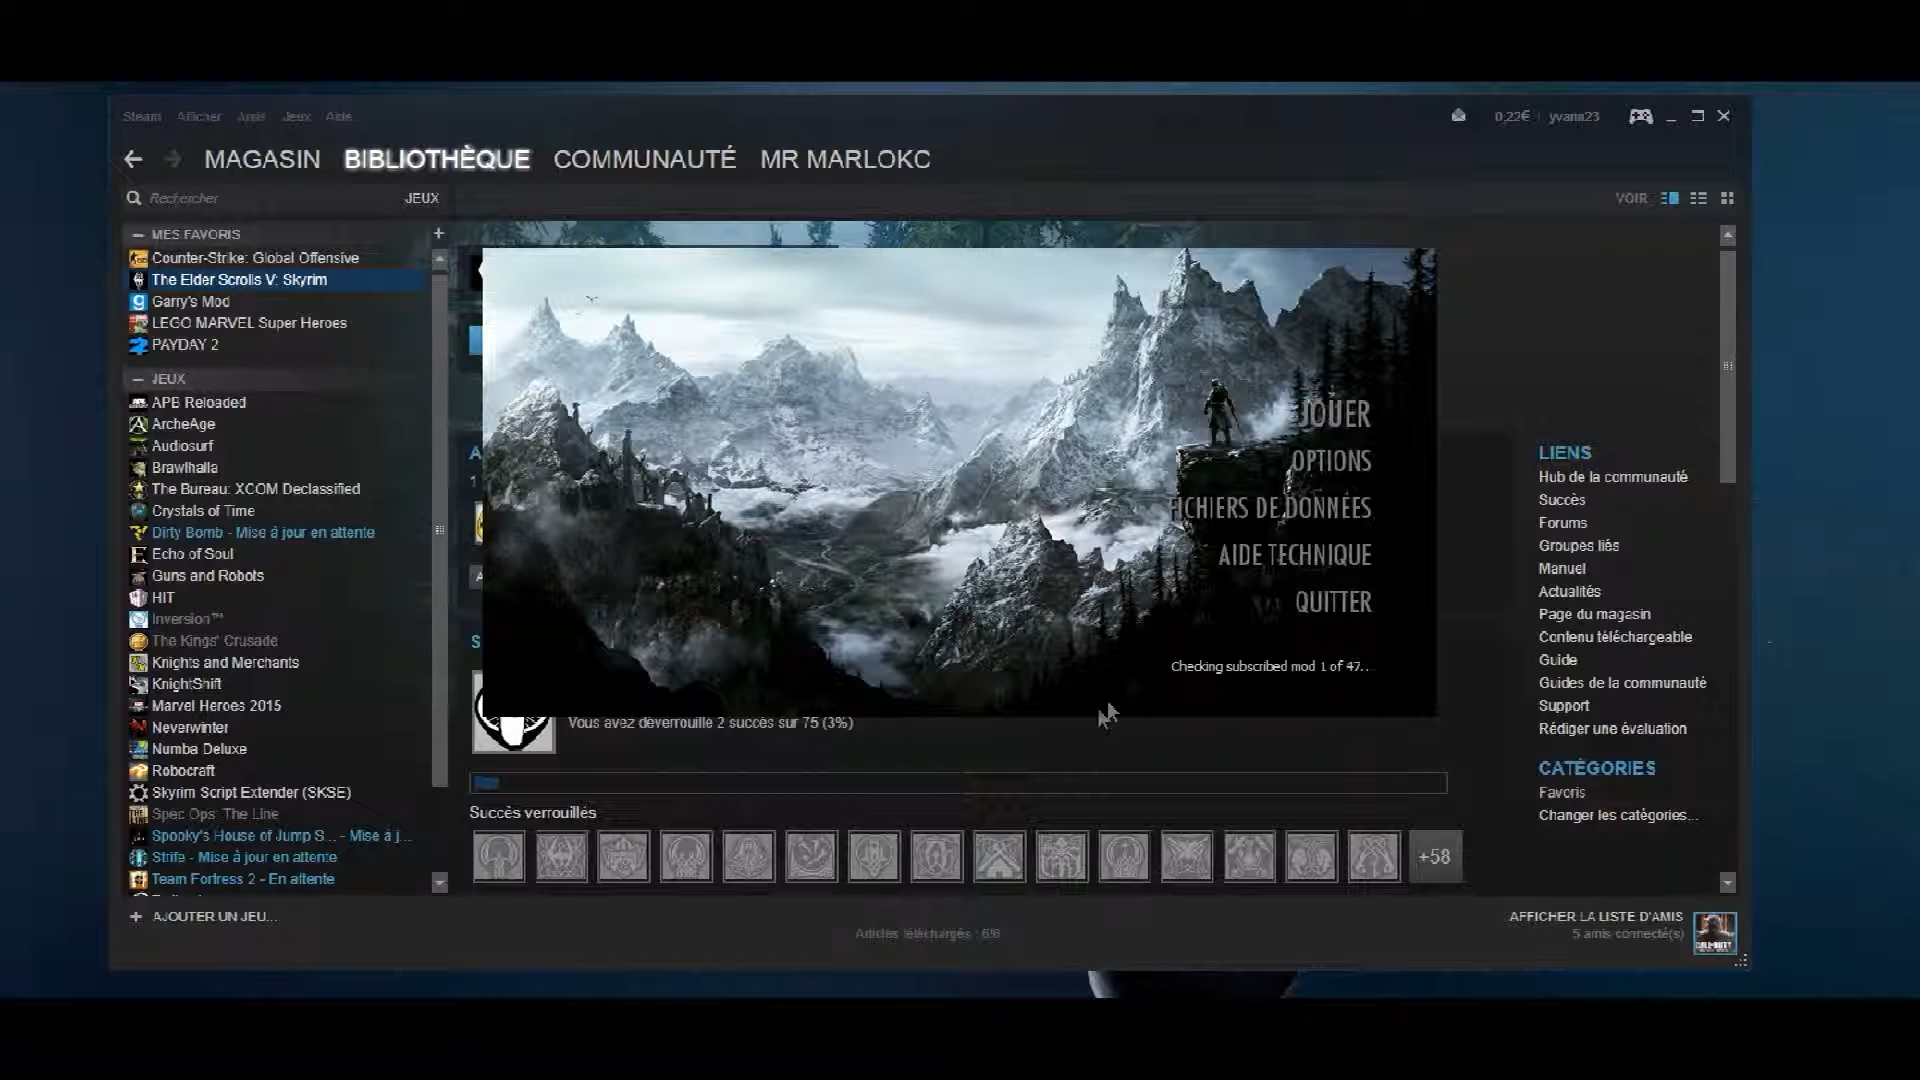 Steam Afficher Amis Jeux Aide
0,22€ yvann23
MAGASIN BIBLIOTHÈQUE COMMUNAUTÉ MR MARLOKO
Rechercher JEUX
VOIR
— MES FAVORIS +
Counter-Strike: Global Offensive
The Elder Scrolls V: Skyrim
Garry's Mod
LEGO MARVEL Super Heroes
PAYDAY 2
— JEUX
APB Reloaded
ArcheAge
Audiosurf
Brawlhalla
The Bureau: XCOM Declassified
Crystals of Time
Dirty Bomb - Mise à jour en attente
Echo of Soul
Guns and Robots
HIT
Inversion™
The Kings' Crusade
Knights and Merchants
KnightShift
Marvel Heroes 2015
Neverwinter
Numba Deluxe
Robocraft
Skyrim Script Extender (SKSE)
Spec Ops: The Line
Spooky's House of Jump S... - Mise à j...
Strife - Mise à jour en attente
Team Fortress 2 - En attente
+ AJOUTER UN JEU...
JOUER
OPTIONS
FICHIERS DE DONNÉES
AIDE TECHNIQUE
QUITTER
Checking subscribed mod 1 of 47...
Vous avez déverrouillé 2 succès sur 75 (3%)
Succès verrouillés
+58
LIENS
Hub de la communauté
Succès
Forums
Groupes liés
Manuel
Actualités
Page du magasin
Contenu téléchargeable
Guide
Guides de la communauté
Support
Rédiger une évaluation
CATÉGORIES
Favoris
Changer les catégories...
Articles téléchargés : 6/6
AFFICHER LA LISTE D'AMIS
5 amis connecté(s)